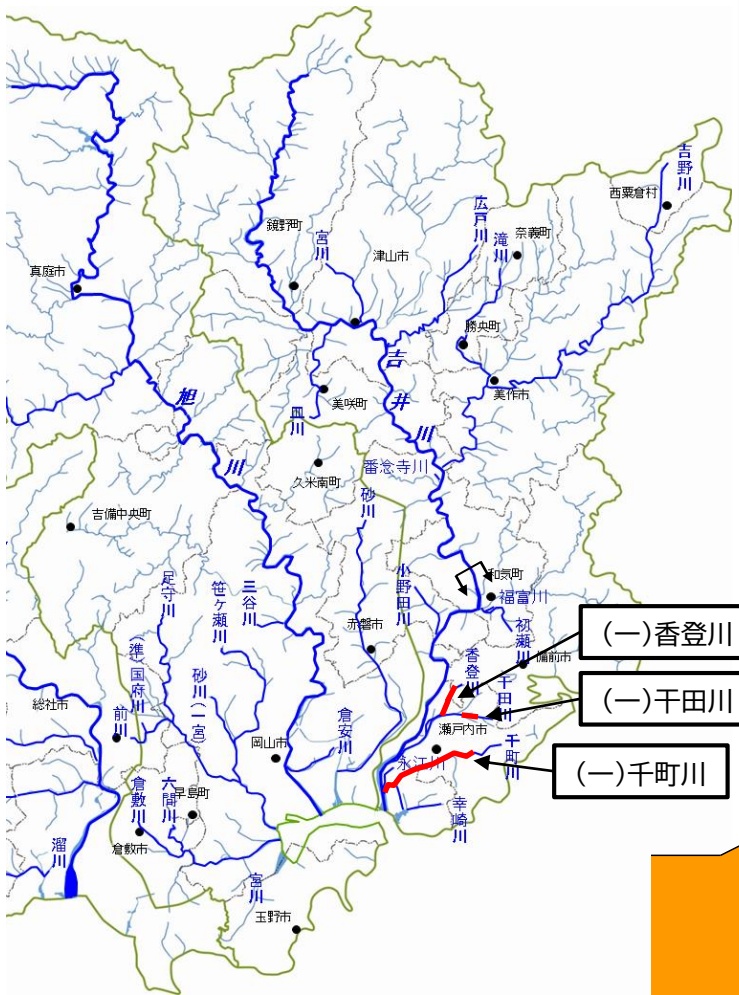 吉野川
西粟倉村
広戸川
滝川
奈義町
鏡野町
宮川
津山市
真庭市
勝央町
吉井川
美作市
旭川
皿川
美咲町
久米南町
番念寺川
砂川
吉備中央町
小野田川
和気町
福富川
足守川
笹ヶ瀬川
三谷川
赤磐市
初瀬川
備前市
(一)香登川
香登川
干田川
(一)干田川
(準)国府川
砂川(一宮)
総社市
前川
岡山市
倉安川
瀬戸内市
永江川
千町川
(一)千町川
倉敷川
六間川
早島町
幸崎川
倉敷市
溜川
宮川
玉野市